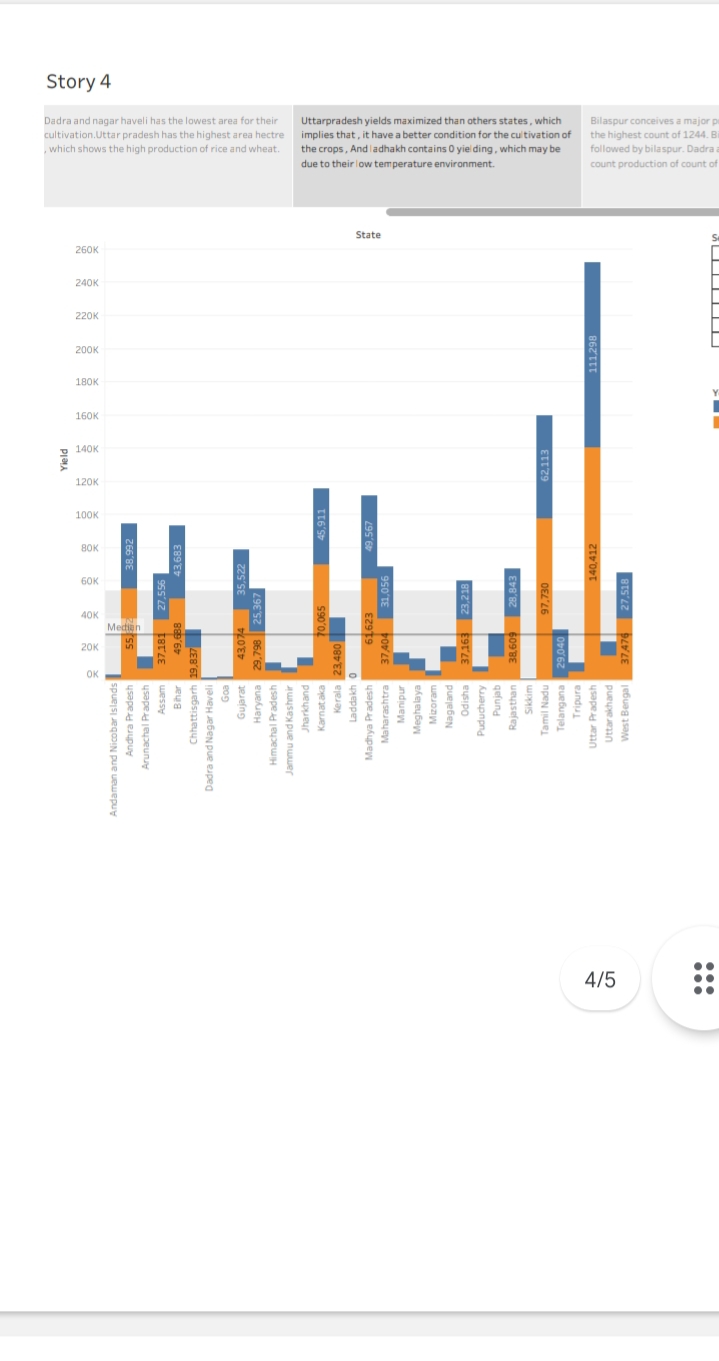 Story 4
Dadra and nagar haveli has the lowest area for their
cultivation.Uttar pradesh has the highest area hectre
, which shows the high production of rice and wheat.
Uttarpradesh yields maximized than others states , which
implies that , it have a better condition for the cultivation of
the crops , And ladhakh contains 0 yielding , which may be
due to their low temperature environment.
Bilaspur conceives a major p
the highest count of 1244. Bi
followed by bilaspur. Dadra a
count production of count of
State
260K
240K
220K
200K
180K
160K
140K
120K
100K
80K
60K
40K
20K
0K
Yield
Median
38,992
55,
27,556
37,181
43,683
49,688
19,837
35,522
43,074
25,367
29,798
45,911
70,065
23,480
0
49,567
61,623
31,056
37,404
23,218
37,163
28,843
38,609
62,113
97,730
29,040
111,298
140,412
27,518
37,476
Andaman and Nicobar Islands
Andhra Pradesh
Arunachal Pradesh
Assam
Bihar
Chhattisgarh
Dadra and Nagar Haveli
Goa
Gujarat
Haryana
Himachal Pradesh
Jammu and Kashmir
Jharkhand
Karnataka
Kerala
Laddakh
Madhya Pradesh
Maharashtra
Manipur
Meghalaya
Mizoram
Nagaland
Odisha
Puducherry
Punjab
Rajasthan
Sikkim
Tamil Nadu
Telangana
Tripura
Uttar Pradesh
Uttarakhand
West Bengal
4/5